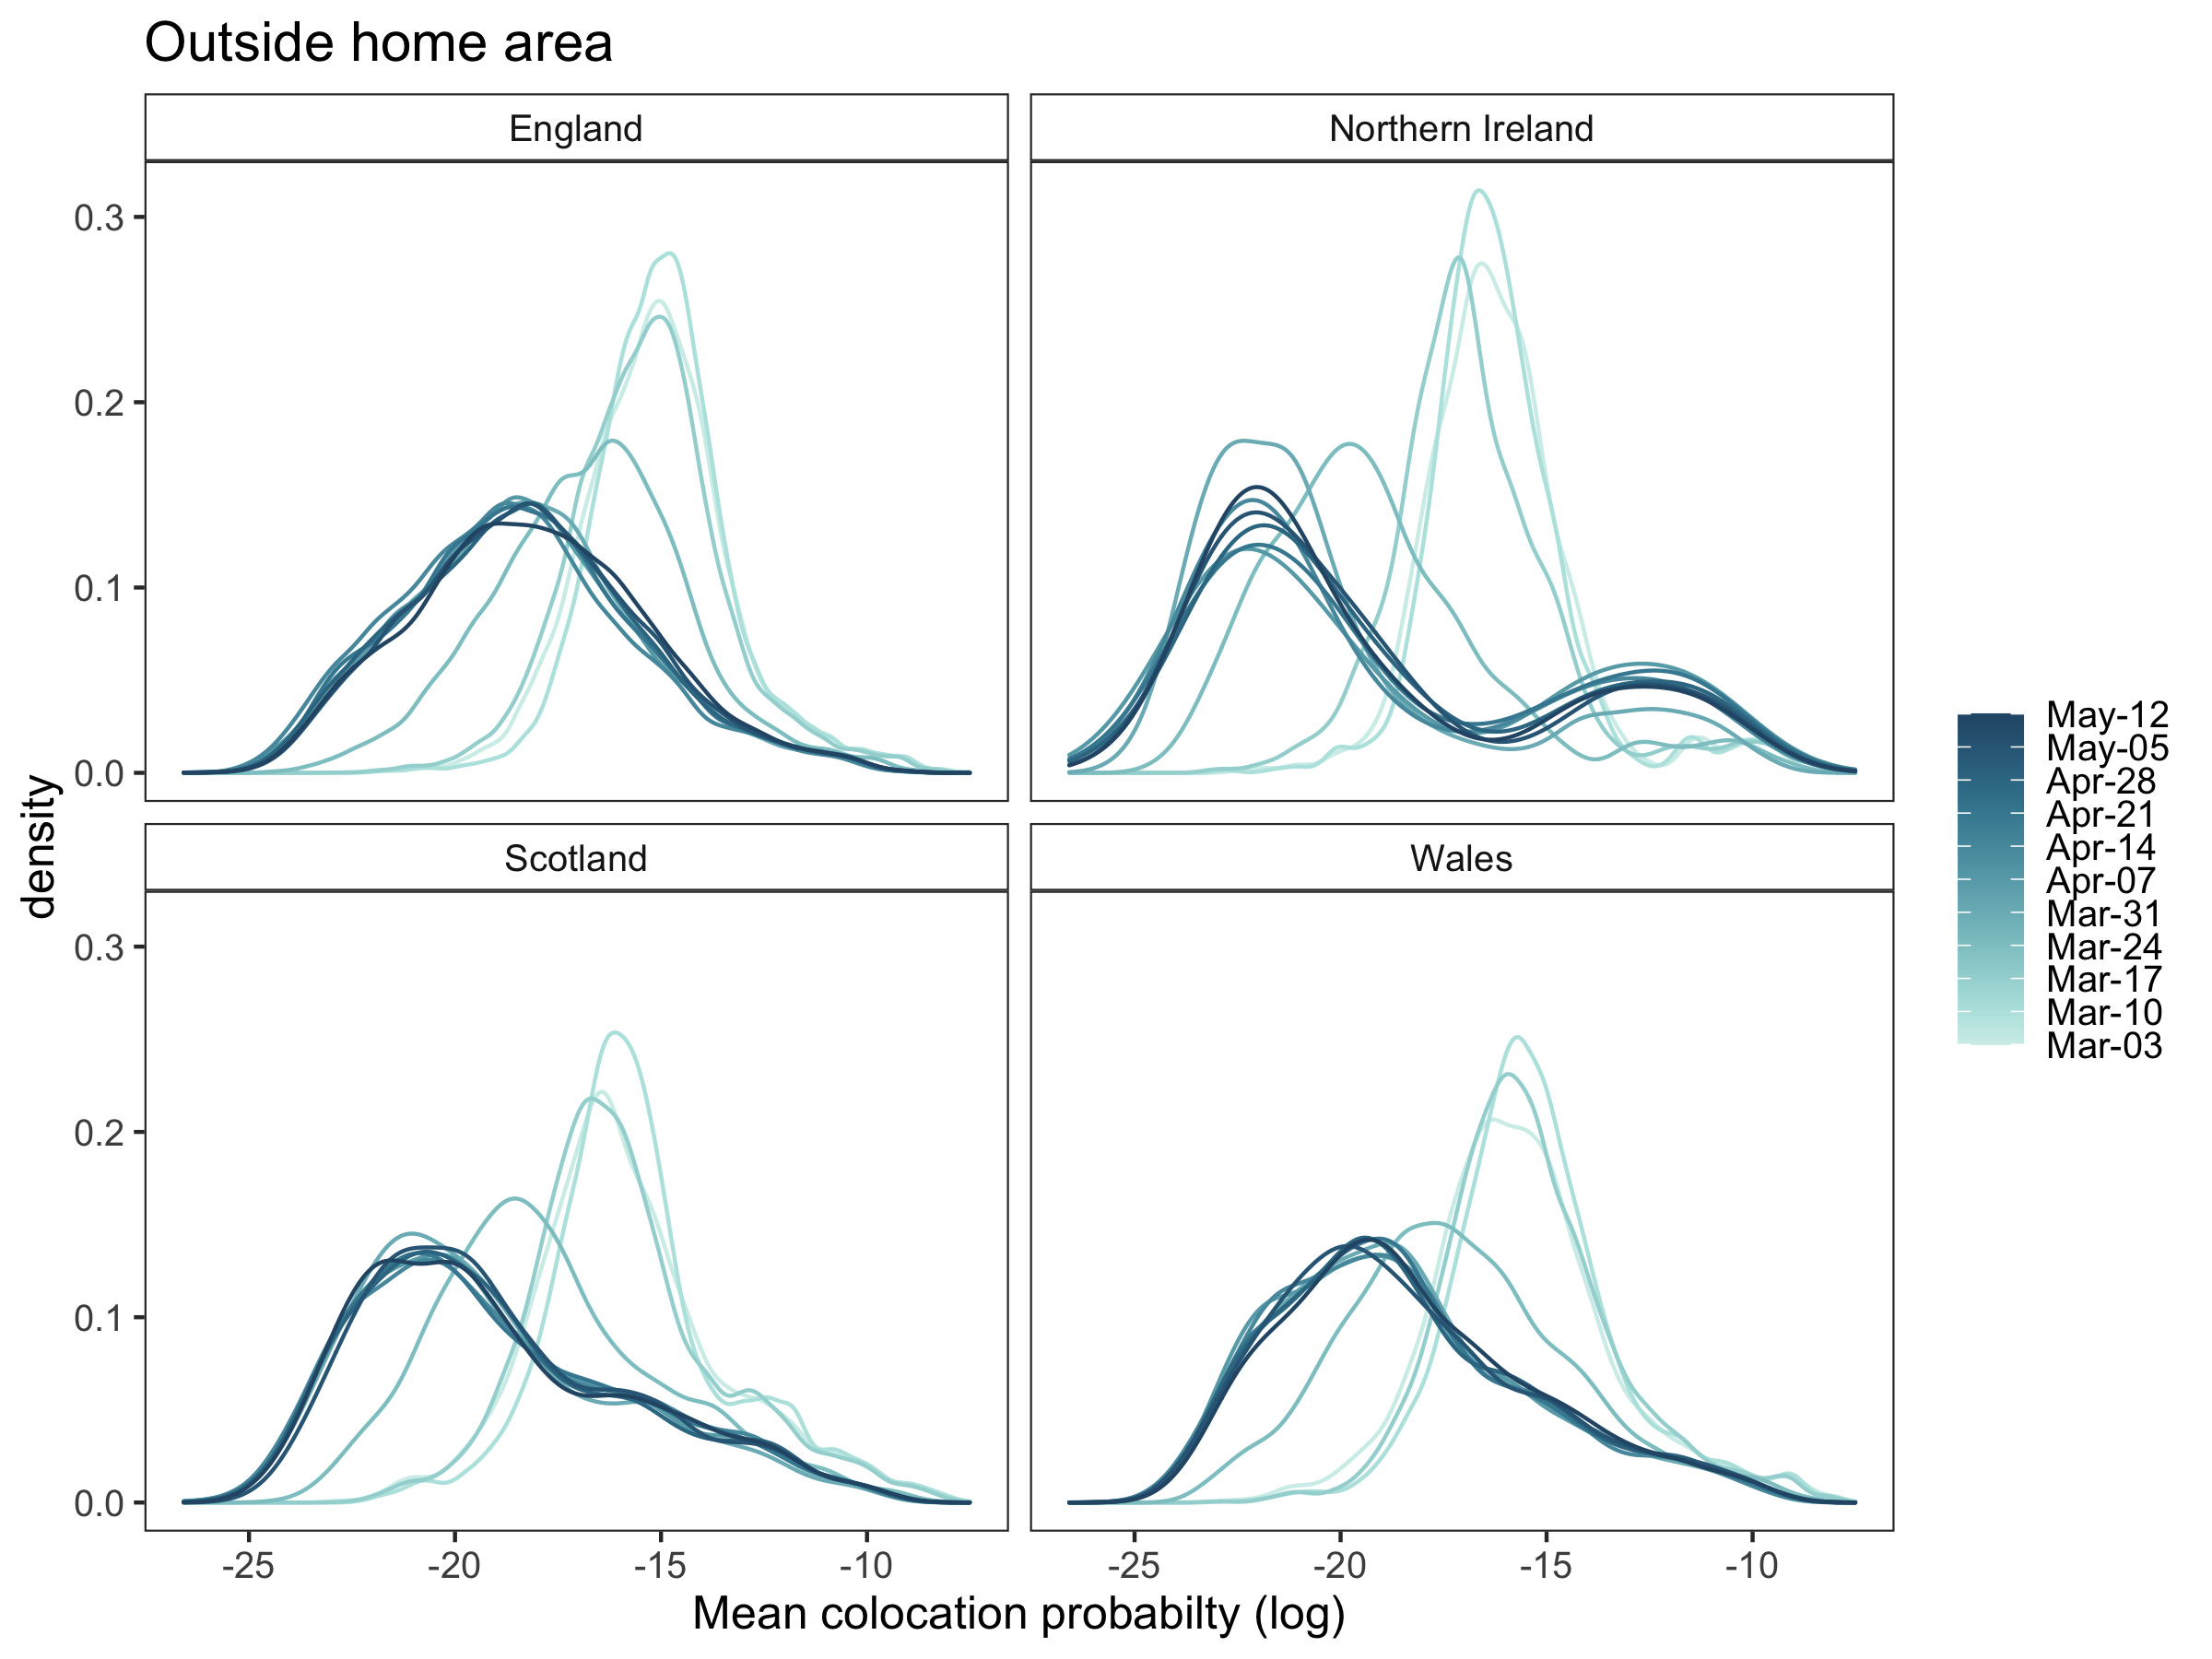 Outside home area
England
Northern Ireland
0.3
0.2
0.1
0.0
Scotland
Wales
0.3
0.2
0.1
0.0
density
-25
-20
-15
-10
-25
-20
-15
-10
Mean colocation probabilty (log)
May-12
May-05
Apr-28
Apr-21
Apr-14
Apr-07
Mar-31
Mar-24
Mar-17
Mar-10
Mar-03